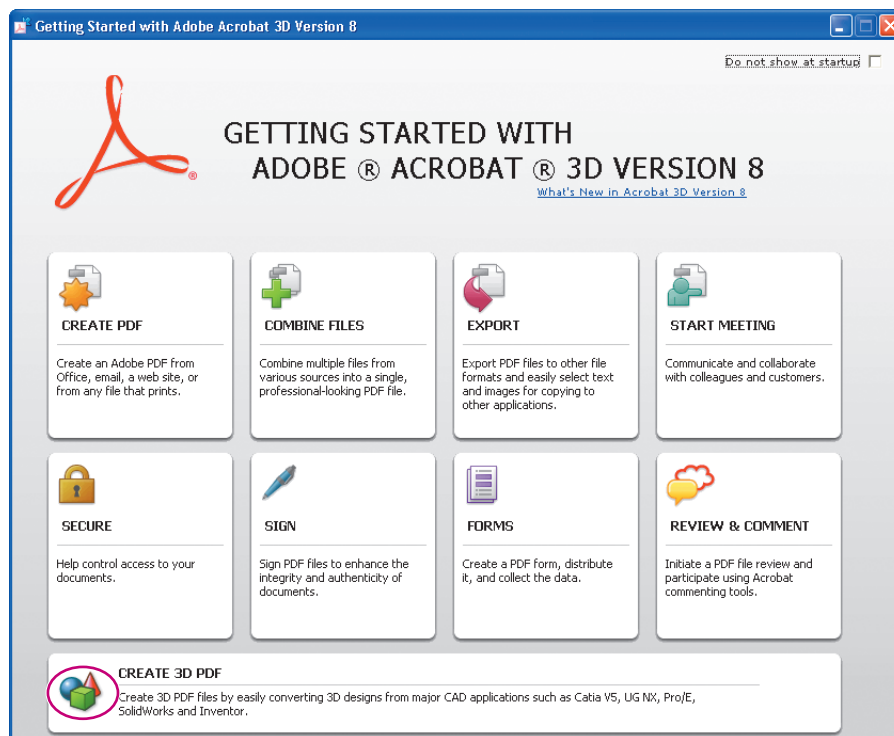 Getting Started with Adobe Acrobat 3D Version 8
Do not show at startup
GETTING STARTED WITH
ADOBE ® ACROBAT ® 3D VERSION 8
What's New in Acrobat 3D Version 8
®
CREATE PDF
Create an Adobe PDF from
Office, email, a web site, or
from any file that prints.
COMBINE FILES
Combine multiple files from
various sources into a single,
professional-looking PDF file.
EXPORT
Export PDF files to other file
formats and easily select text
and images for copying to
other applications.
START MEETING
Communicate and collaborate
with colleagues and customers.
SECURE
Help control access to your
documents.
SIGN
Sign PDF files to enhance the
integrity and authenticity of
documents.
FORMS
Create a PDF form, distribute
it, and collect the data.
REVIEW & COMMENT
Initiate a PDF file review and
participate using Acrobat
commenting tools.
CREATE 3D PDF
Create 3D PDF files by easily converting 3D designs from major CAD applications such as Catia V5, UG NX, Pro/E,
SolidWorks and Inventor.